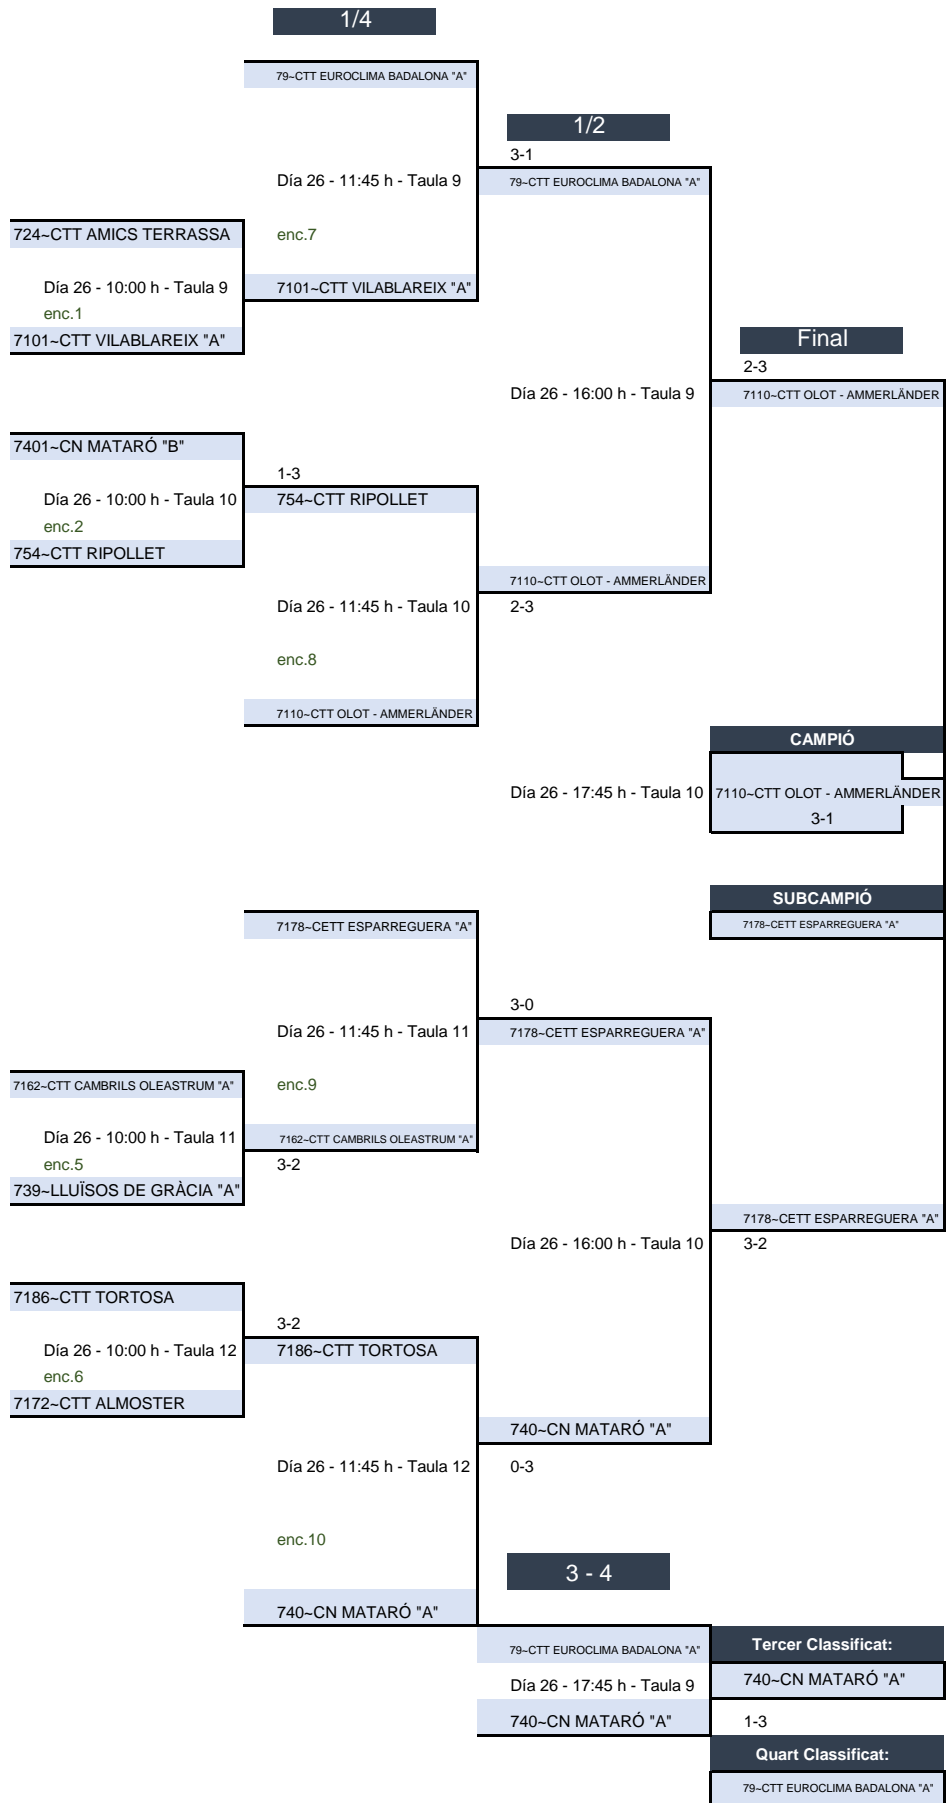 1/4
79~CTT EUROCLIMA BADALONA "A"
1/2
3-1
Día 26 - 11:45 h - Taula 9
79~CTT EUROCLIMA BADALONA "A"
724~CTT AMICS TERRASSA
enc.7
Día 26 - 10:00 h - Taula 9
7101~CTT VILABLAREIX "A"
enc.1
7101~CTT VILABLAREIX "A"
Final
2-3
Día 26 - 16:00 h - Taula 9
7110~CTT OLOT - AMMERLÄNDER
7401~CN MATARÓ "B"
1-3
Día 26 - 10:00 h - Taula 10
754~CTT RIPOLLET
enc.2
754~CTT RIPOLLET
7110~CTT OLOT - AMMERLÄNDER
Día 26 - 11:45 h - Taula 10
2-3
enc.8
7110~CTT OLOT - AMMERLÄNDER
CAMPIÓ
Día 26 - 17:45 h - Taula 10
7110~CTT OLOT - AMMERLÄNDER
3-1
SUBCAMPIÓ
7178~CETT ESPARREGUERA "A"
7178~CETT ESPARREGUERA "A"
3-0
Día 26 - 11:45 h - Taula 11
7178~CETT ESPARREGUERA "A"
7162~CTT CAMBRILS OLEASTRUM "A"
enc.9
Día 26 - 10:00 h - Taula 11
7162~CTT CAMBRILS OLEASTRUM "A"
enc.5
3-2
739~LLUÏSOS DE GRÀCIA "A"
7178~CETT ESPARREGUERA "A"
Día 26 - 16:00 h - Taula 10
3-2
7186~CTT TORTOSA
3-2
Día 26 - 10:00 h - Taula 12
7186~CTT TORTOSA
enc.6
7172~CTT ALMOSTER
740~CN MATARÓ "A"
Día 26 - 11:45 h - Taula 12
0-3
enc.10
3 - 4
740~CN MATARÓ "A"
79~CTT EUROCLIMA BADALONA "A"
Tercer Classificat:
Día 26 - 17:45 h - Taula 9
740~CN MATARÓ "A"
740~CN MATARÓ "A"
1-3
Quart Classificat:
79~CTT EUROCLIMA BADALONA "A"